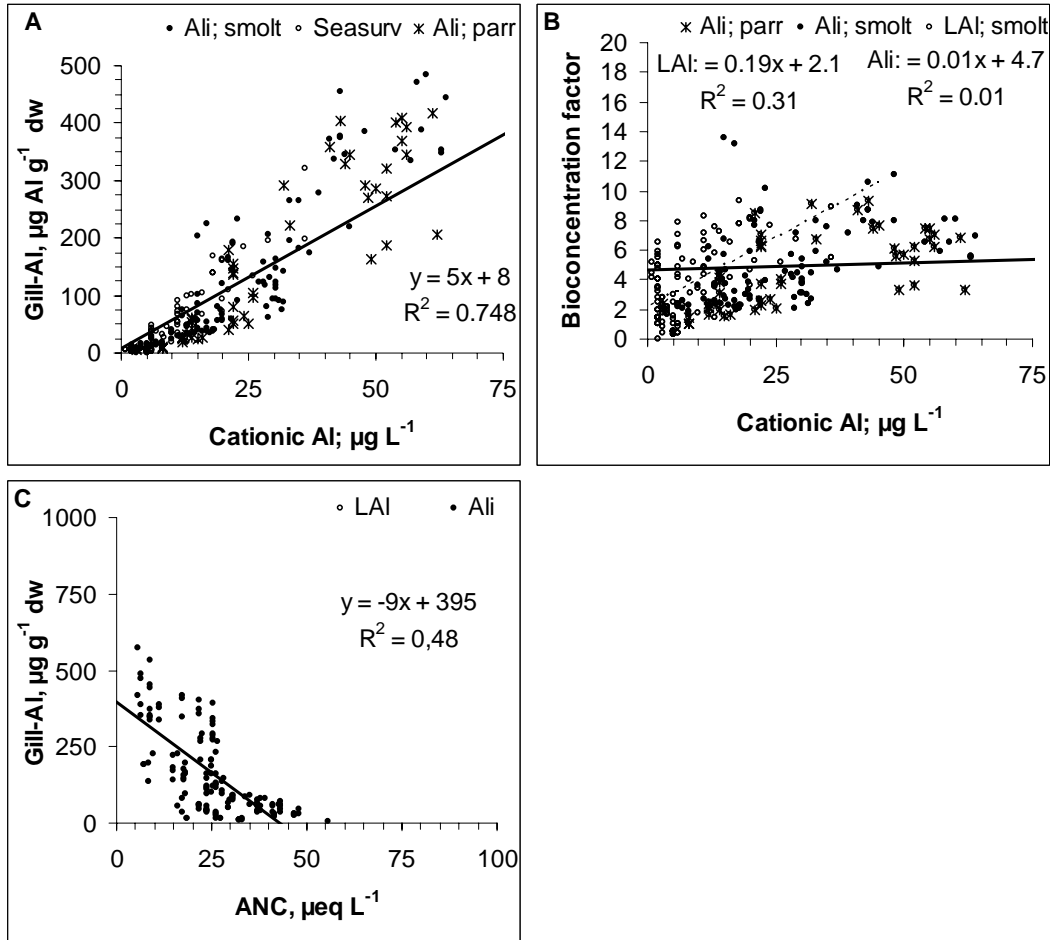 A
Ali; smolt Seasurv Ali; parr
500
400
300
200
100
0
Gill-Al, µg Al g-1 dw
y = 5x + 8
R2 = 0.748
0 25 50 75
Cationic Al; µg L-1
B
Ali; parr Ali; smolt LAl; smolt
20
18
16
14
12
10
8
6
4
2
0
Bioconcentration factor
LAl: = 0.19x + 2.1
R2 = 0.31
Ali: = 0.01x + 4.7
R2 = 0.01
0 25 50 75
Cationic Al; µg L-1
C
LAl Ali
1000
750
500
250
0
Gill-Al, µg g-1 dw
y = -9x + 395
R2 = 0,48
0 25 50 75 100
ANC, µeq L-1